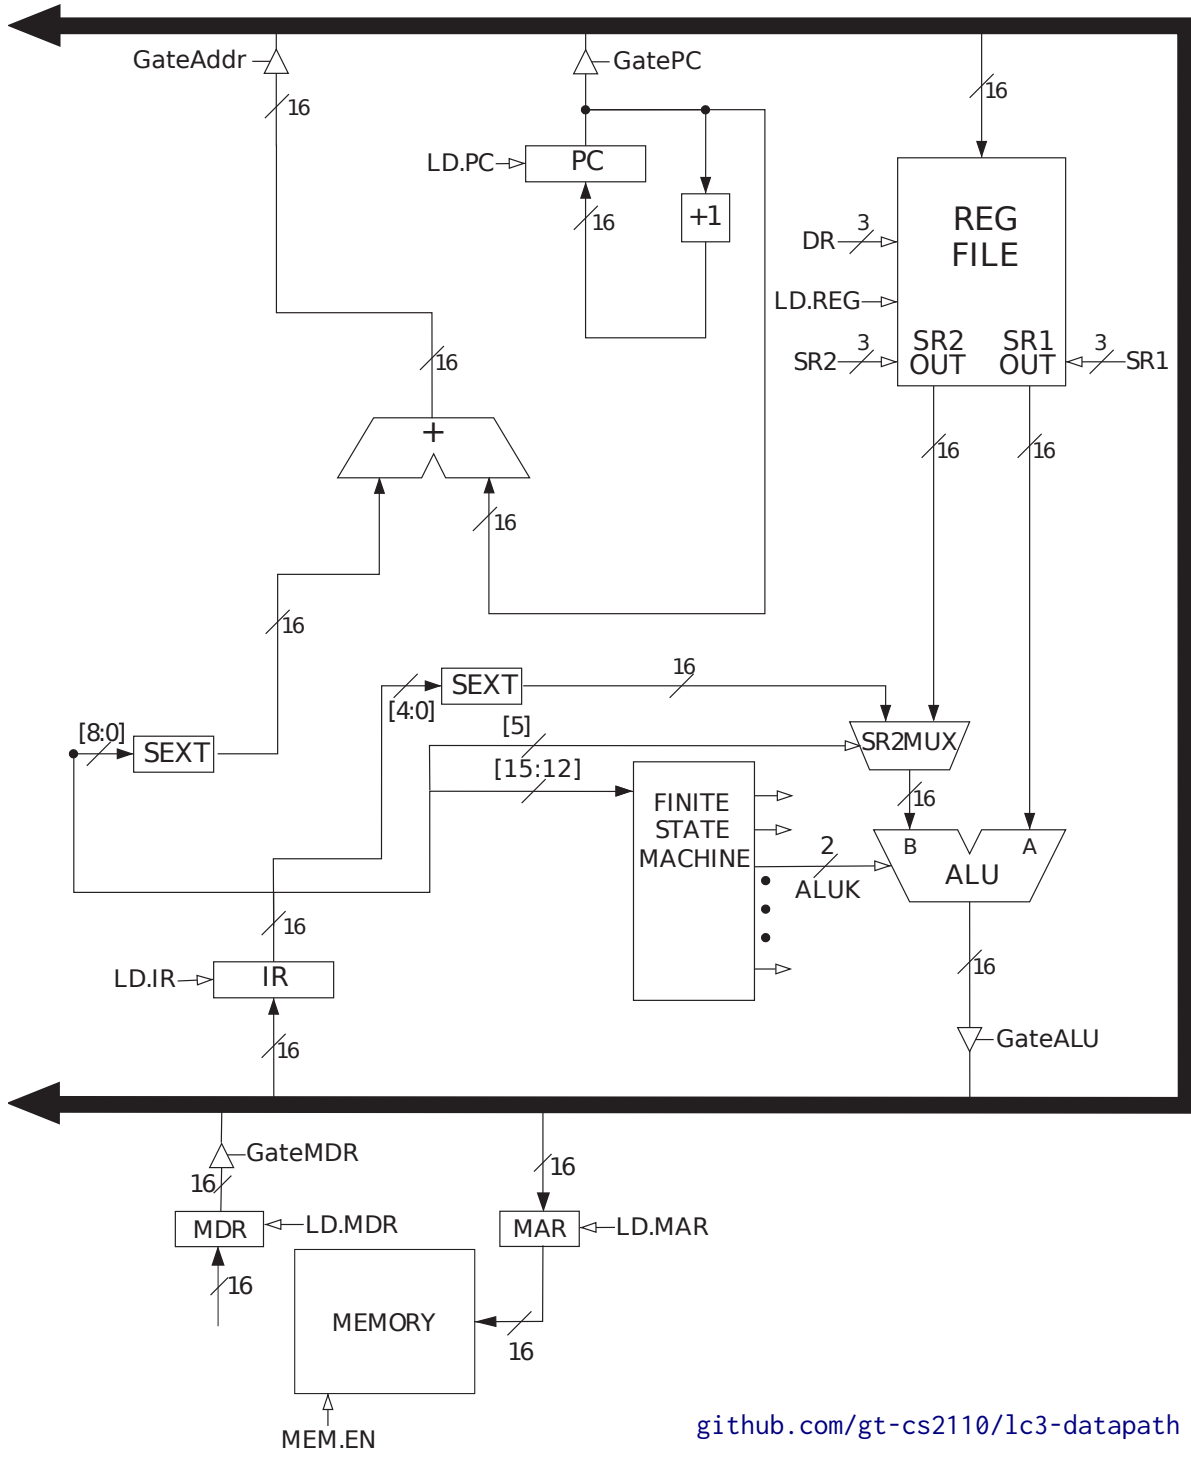 GateAddr
GatePC
16
16
LD.PC
PC
16
+1
REG
FILE
DR
3
LD.REG
SR2
3
SR2
OUT
SR1
OUT
3
SR1
16
+
16
16
16
16
[8:0]
SEXT
[4:0]
SEXT
16
[5]
SR2MUX
[15:12]
16
FINITE
STATE
MACHINE
2
ALUK
B
A
ALU
16
LD.IR
IR
16
GateALU
16
GateMDR
16
16
MDR
LD.MDR
MAR
LD.MAR
16
MEMORY
16
MEM.EN
github.com/gt-cs2110/lc3-datapath